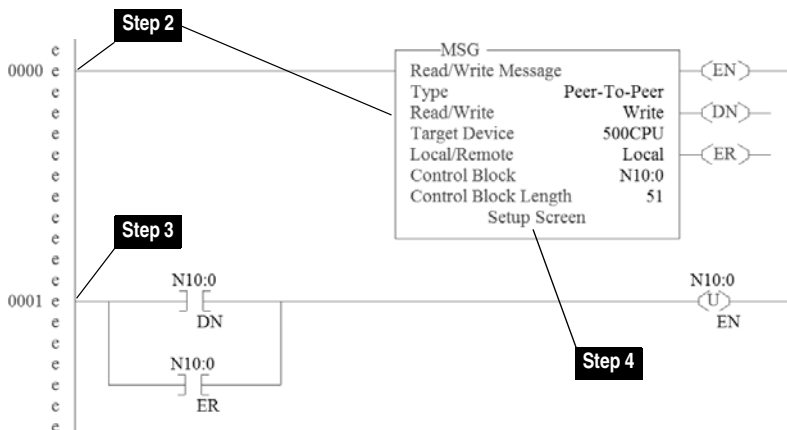 Step 2
e
MSG
0000 e
Read/Write Message
(EN)
e
Type Peer-To-Peer
e
Read/Write Write
(DN)
e
Target Device 500CPU
e
Local/Remote Local
(ER)
e
Control Block N10:0
e
Control Block Length 51
e
Setup Screen
e
Step 3
e
N10:0
N10:0
0001 e
(U)
e
DN
EN
e
Step 4
e
N10:0
e
e
ER
e